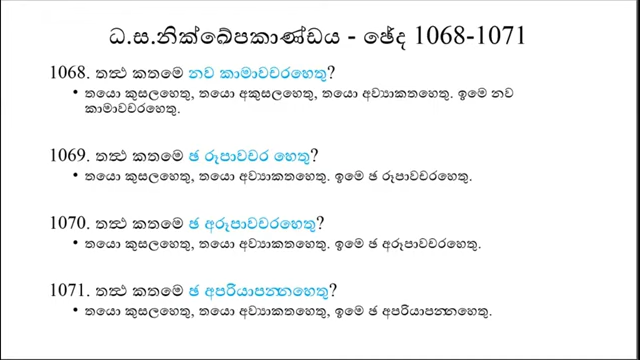 ධ.ස.නික්ඛේපකාණ්ඩය - ඡේද 1068-1071
1068. තත්‍ථ කතමෙ නව කාමාවචරහෙතු?
• තයො කුසලහෙතු, තයො අකුසලහෙතු, තයො අව්‍යාකතහෙතු. ඉමෙ නව
කාමාවචරහෙතු.
1069. තත්‍ථ කතමෙ ඡ රූපාවචර හෙතු?
• තයො කුසලහෙතු, තයො අව්‍යාකතහෙතු. ඉමෙ ඡ රූපාවචරහෙතු.
1070. තත්‍ථ කතමෙ ඡ අරූපාවචරහෙතු?
• තයො කුසලහෙතු, තයො අව්‍යාකතහෙතු. ඉමෙ ඡ අරූපාවචරහෙතු.
1071. තත්‍ථ කතමෙ ඡ අපරියාපන්‍නහෙතු?
• තයො කුසලහෙතු, තයො අව්‍යාකතහෙතු, ඉමෙ ඡ අපරියාපන්‍නහෙතු.